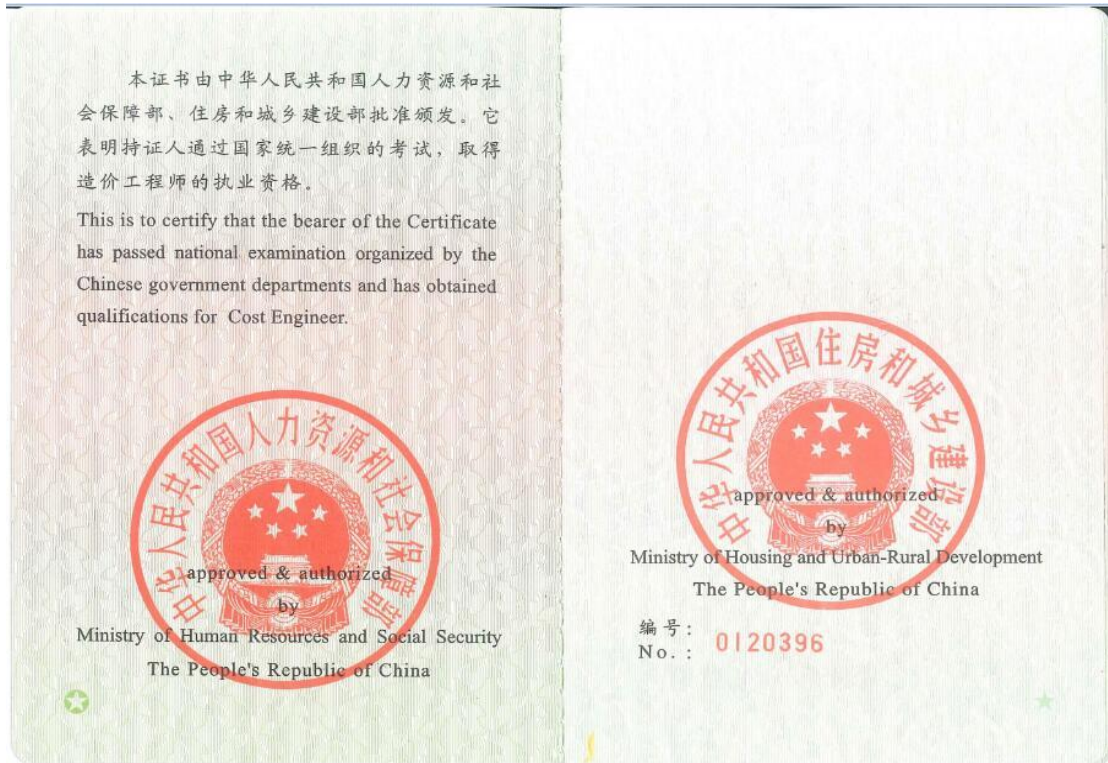 本证书由中华人民共和国人力资源和社
会保障部、住房和城乡建设部批准颁发。它
表明持证人通过国家统一组织的考试，取得
造价工程师的执业资格。
This is to certify that the bearer of the Certificate
has passed national examination organized by the
Chinese government departments and has obtained
qualifications for Cost Engineer.
中华人民共和国人力资源和社会保障部
approved & authorized
by
Ministry of Human Resources and Social Security
The People's Republic of China
中华人民共和国住房和城乡建设部
approved & authorized
by
Ministry of Housing and Urban-Rural Development
The People's Republic of China
编号：
No.: 0120396